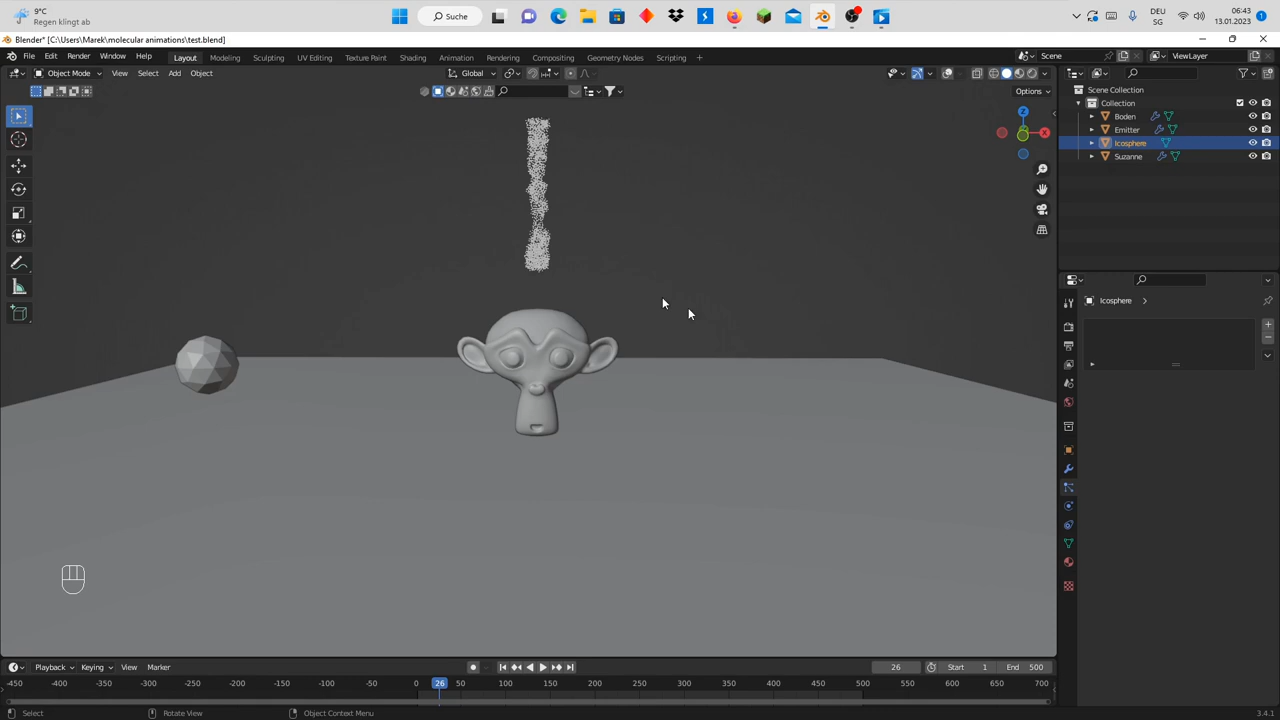 9°C
Regnen gilt ab
Suche
DEU
SG
06:43
13.01.2023
Blender* [C:\Users\Marek\molecular animations\test.blend]
File Edit Render Window Help
Layout Modeling Sculpting UV Editing Texture Paint Shading Animation Rendering Compositing Geometry Nodes Scripting +
Scene
ViewLayer
Object Mode View Select Add Object
Global
Options
Scene Collection
Collection
Boden
Emitter
Icosphere
Suzanne
Z
X
Icosphere
Playback Keying View Marker
26
Start 1
End 500
-450 -400 -350 -300 -250 -200 -150 -100 -50 0 26 50 100 150 200 250 300 350 400 450 500 550 600 650 700
Select
Rotate View
Object Context Menu
3.4.1